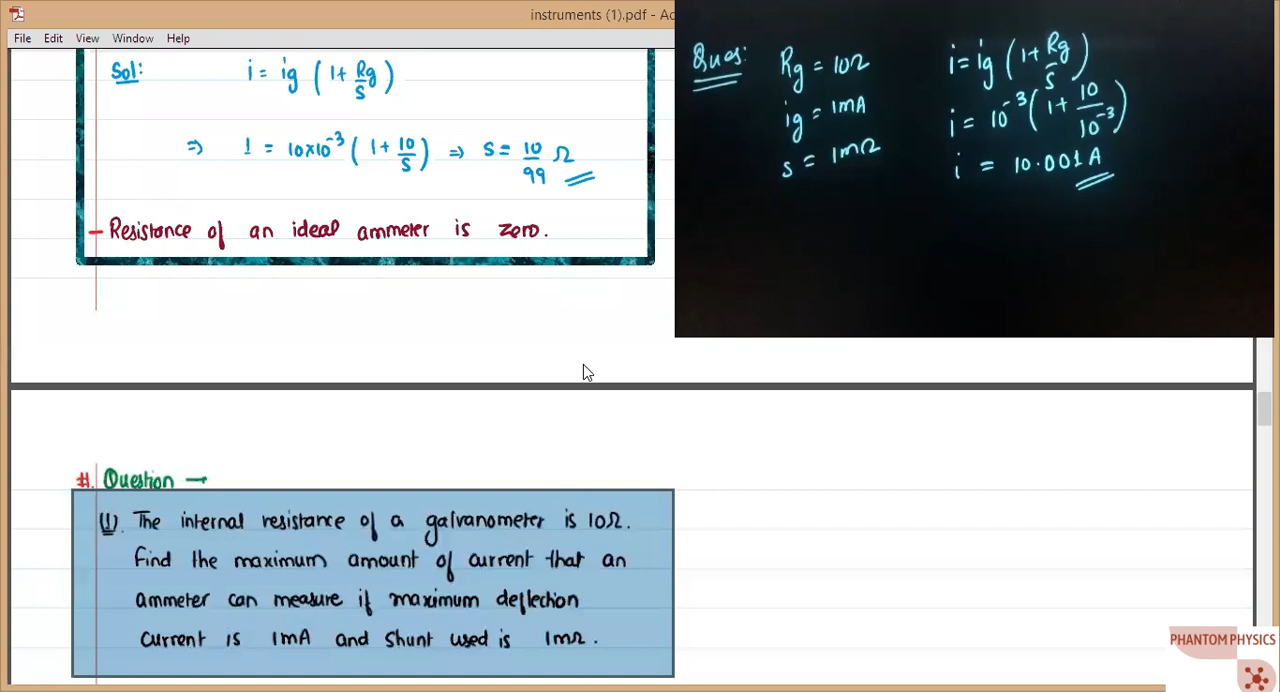 instruments (1).pdf - Ac
File Edit View Window Help
Sol: i = ig (1 + Rg/S)
⇒ 1 = 10×10⁻³ (1 + 10/S) ⇒ S = 10/99 Ω
- Resistance of an ideal ammeter is zero.
Ques: Rg = 10Ω
ig = 1mA
s = 1mΩ
i = ig (1 + Rg/S)
i = 10⁻³ (1 + 10/10⁻³)
i = 10.001 A
#. Question →
(1). The internal resistance of a galvanometer is 10Ω.
Find the maximum amount of current that an
ammeter can measure if maximum deflection
current is 1mA and shunt used is 1mΩ.
PHANTOM PHYSICS